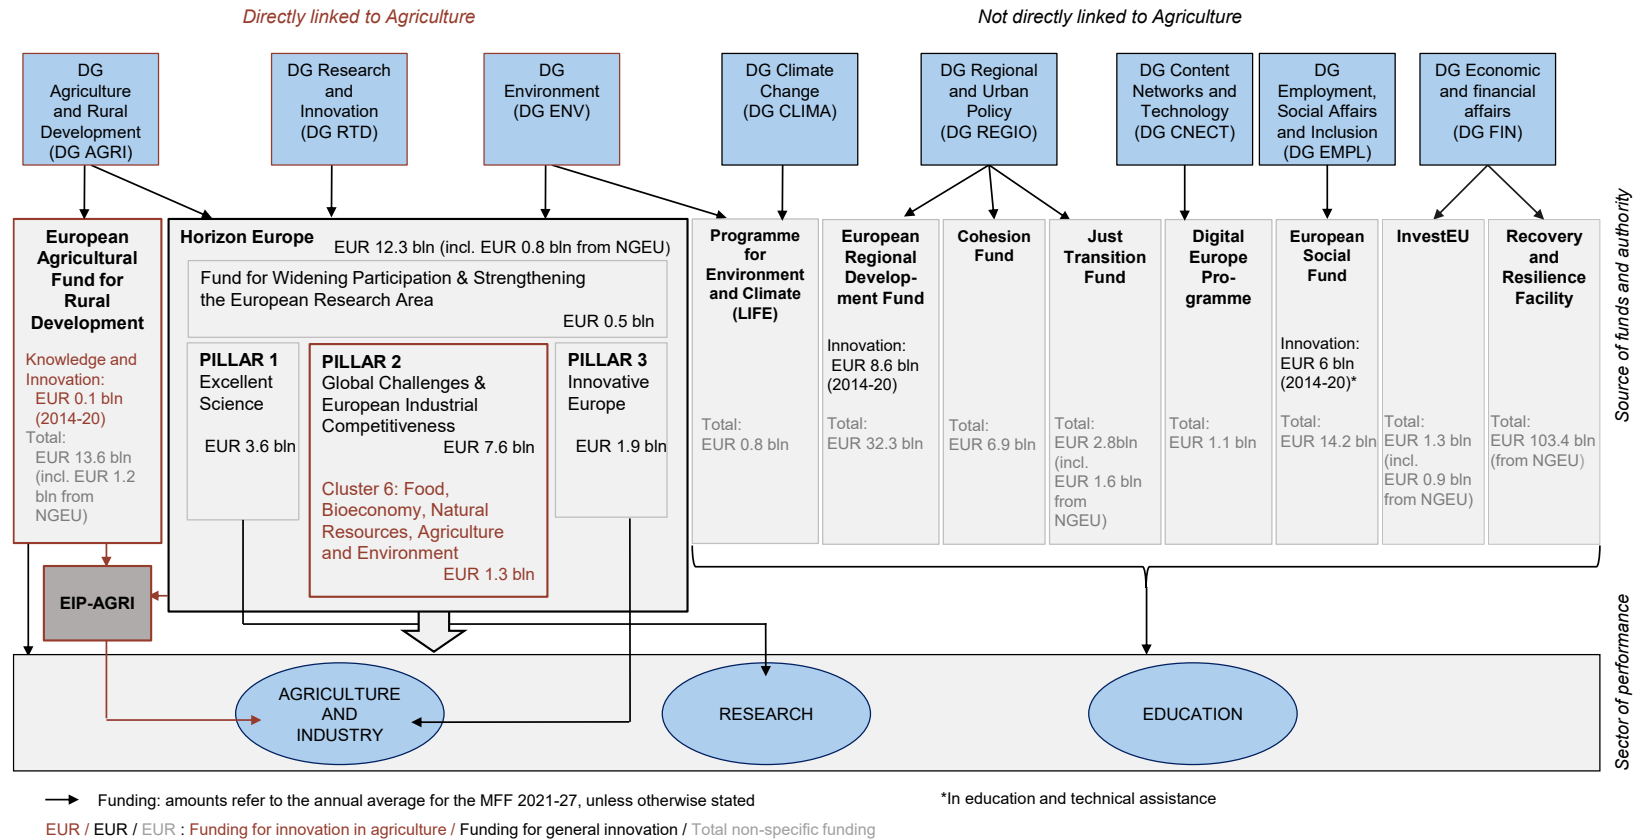 Directly linked to Agriculture
Not directly linked to Agriculture
DG
Agriculture
and Rural
Development
(DG AGRI)
DG Research
and
Innovation
(DG RTD)
DG
Environment
(DG ENV)
DG Climate
Change
(DG CLIMA)
DG Regional
and Urban
Policy
(DG REGIO)
DG Content
Networks and
Technology
(DG CNECT)
DG
Employment,
Social Affairs
and Inclusion
(DG EMPL)
DG Economic
and financial
affairs
(DG FIN)
Source of funds and authority
European
Agricultural
Fund for
Rural
Development
Knowledge and
Innovation:
EUR 0.1 bln
(2014-20)
Total:
EUR 13.6 bln
(incl. EUR 1.2
bln from
NGEU)
Horizon Europe
EUR 12.3 bln (incl. EUR 0.8 bln from NGEU)
Fund for Widening Participation & Strengthening
the European Research Area
EUR 0.5 bln
PILLAR 1
Excellent
Science
EUR 3.6 bln
PILLAR 2
Global Challenges &
European Industrial
Competitiveness
EUR 7.6 bln
Cluster 6: Food,
Bioeconomy, Natural
Resources, Agriculture
and Environment
EUR 1.3 bln
PILLAR 3
Innovative
Europe
EUR 1.9 bln
Programme
for
Environment
and Climate
(LIFE)
Total:
EUR 0.8 bln
European
Regional
Develop-
ment Fund
Innovation:
EUR 8.6 bln
(2014-20)
Total:
EUR 32.3 bln
Cohesion
Fund
Total:
EUR 6.9 bln
Just
Transition
Fund
Total:
EUR 2.8bln
(incl.
EUR 1.6 bln
from
NGEU)
Digital
Europe
Pro-
gramme
Total:
EUR 1.1 bln
European
Social
Fund
Innovation:
EUR 6 bln
(2014-20)*
Total:
EUR 14.2 bln
InvestEU
Total:
EUR 1.3 bln
(incl.
EUR 0.9 bln
from NGEU)
Recovery
and
Resilience
Facility
Total:
EUR 103.4 bln
(from NGEU)
EIP-AGRI
Sector of performance
AGRICULTURE
AND
INDUSTRY
RESEARCH
EDUCATION
Funding: amounts refer to the annual average for the MFF 2021-27, unless otherwise stated
*In education and technical assistance
EUR / EUR / EUR : Funding for innovation in agriculture / Funding for general innovation / Total non-specific funding